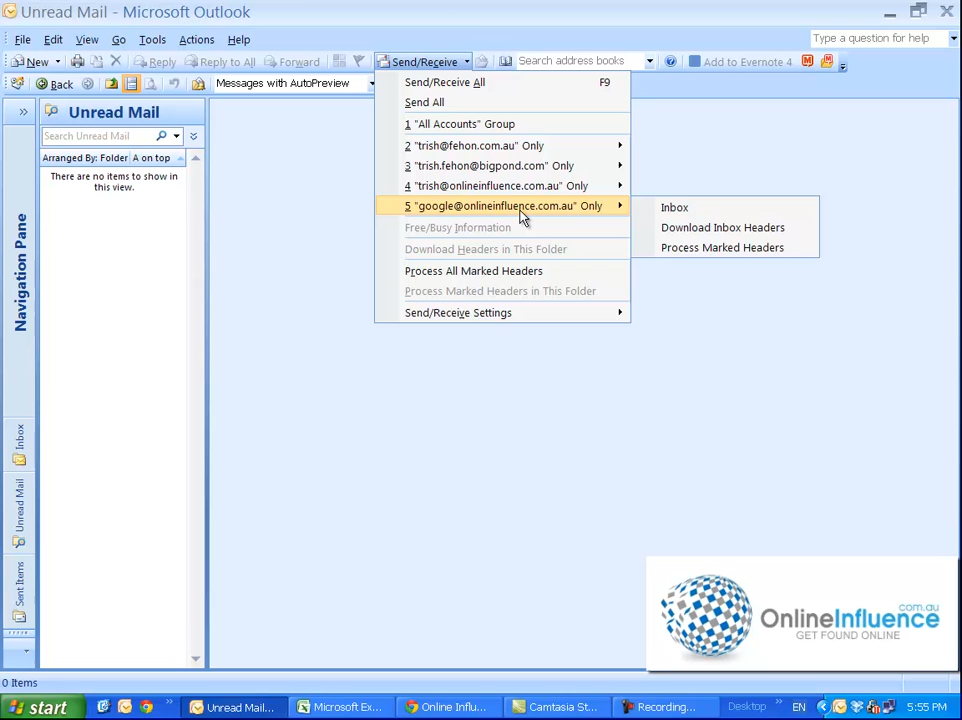 Unread Mail - Microsoft Outlook
File Edit View Go Tools Actions Help
Type a question for help
New Reply Reply to All Forward Send/Receive Search address books Add to Evernote 4
Back Messages with AutoPreview
Send/Receive All F9
Send All
1 "All Accounts" Group
2 "trish@fehon.com.au" Only
3 "trish.fehon@bigpond.com" Only
4 "trish@onlineinfluence.com.au" Only
5 "google@onlineinfluence.com.au" Only
Free/Busy Information
Download Headers in This Folder
Process All Marked Headers
Process Marked Headers in This Folder
Send/Receive Settings
Inbox
Download Inbox Headers
Process Marked Headers
Unread Mail
Search Unread Mail
Arranged By: Folder A on top
There are no items to show in
this view.
Navigation Pane
Inbox
Unread Mail
Sent Items
.com.au
OnlineInfluence
GET FOUND ONLINE
0 Items
start Unread Mail... Microsoft Ex... Online Influ... Camtasia St... Recording... Desktop EN 5:55 PM